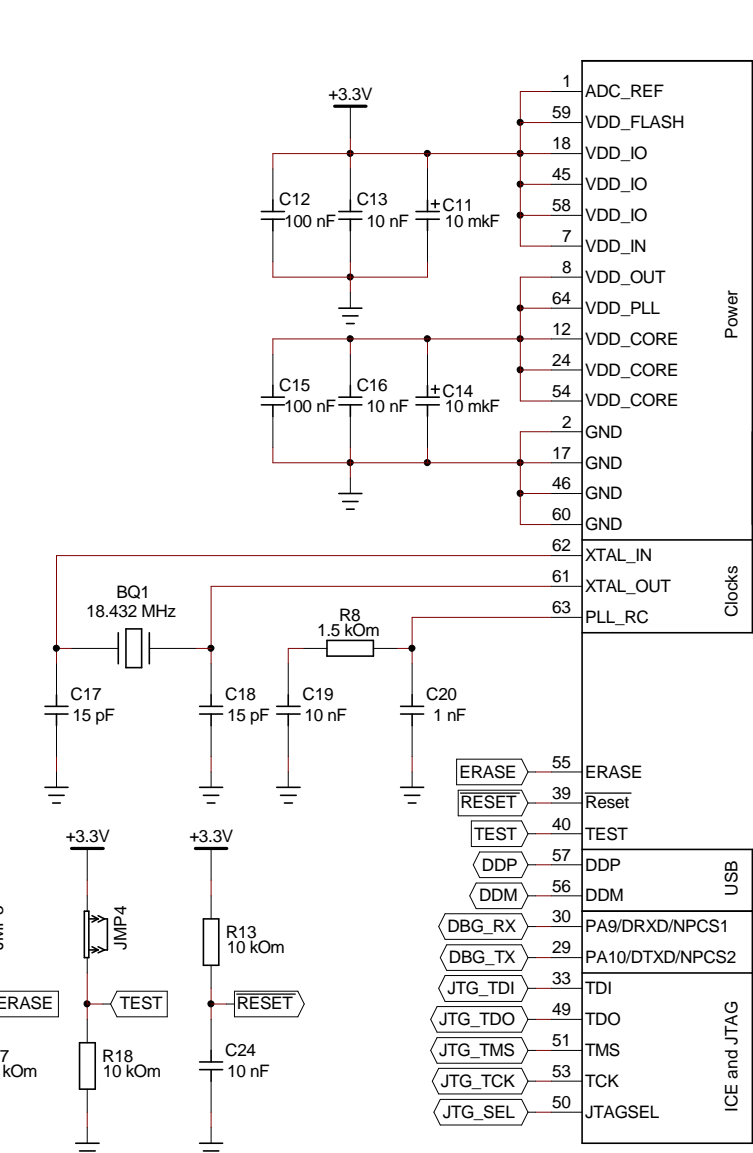 1 ADC_REF
+3.3V
59 VDD_FLASH
18 VDD_IO
45 VDD_IO
C12 C13 +C11
100 nF 10 nF 10 mkF
58 VDD_IO
7 VDD_IN
8 VDD_OUT
64 VDD_PLL
Power
12 VDD_CORE
24 VDD_CORE
C15 C16 +C14
100 nF 10 nF 10 mkF
54 VDD_CORE
2 GND
17 GND
46 GND
60 GND
62 XTAL_IN
61 XTAL_OUT
Clocks
BQ1
18.432 MHz
63 PLL_RC
R8
1.5 kOm
C17 C18 C19 C20
15 pF 15 pF 10 nF 1 nF
ERASE 55 ERASE
RESET 39 Reset
TEST 40 TEST
+3.3V +3.3V
DDP 57 DDP
USB
DDM 56 DDM
JMP4
DBG_RX 30 PA9/DRXD/NPCS1
R13
10 kOm
DBG_TX 29 PA10/DTXD/NPCS2
JTG_TDI 33 TDI
ERASE TEST RESET
JTG_TDO 49 TDO
ICE and JTAG
JTG_TMS 51 TMS
7 R18 C24
kOm 10 kOm 10 nF
JTG_TCK 53 TCK
JTG_SEL 50 JTAGSEL